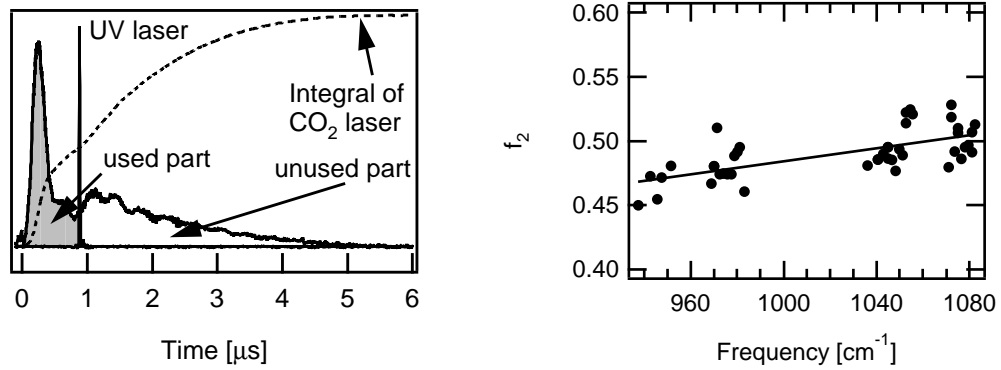 UV laser
Integral of
CO₂ laser
used part
unused part
0 1 2 3 4 5 6
Time [μs]
0.60
0.55
0.50
0.45
0.40
f₂
960 1000 1040 1080
Frequency [cm⁻¹]